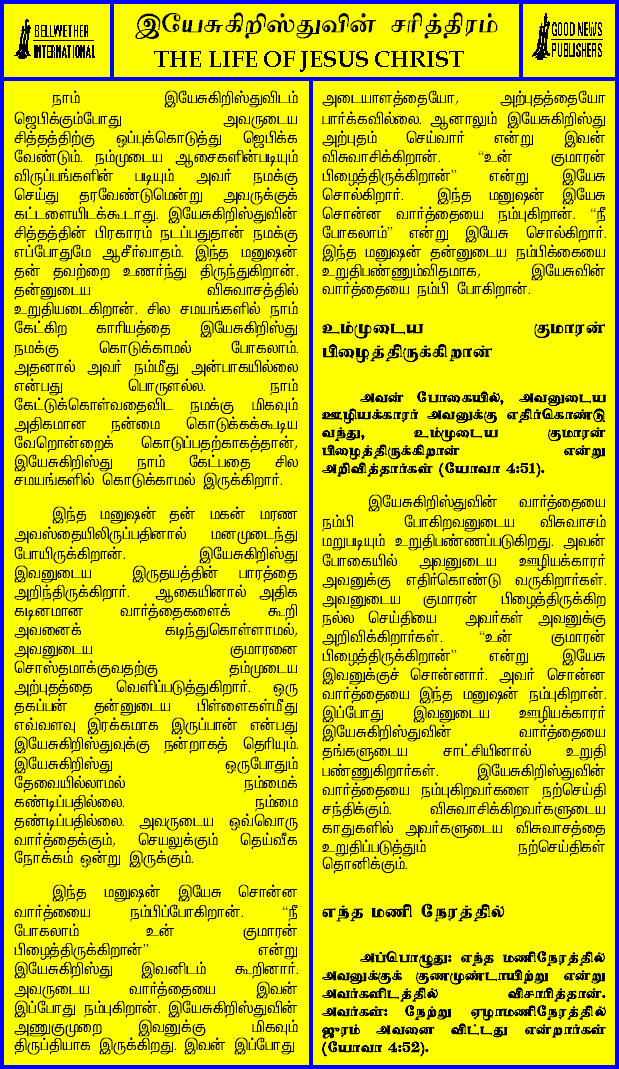 BELLWETHER
INTERNATIONAL
இயேசுகிறிஸ்துவின் சரித்திரம்
THE LIFE OF JESUS CHRIST
GOOD NEWS
PUBLISHERS
நாம் இயேசுகிறிஸ்துவிடம்
ஜெபிக்கும்போது அவருடைய
சித்தத்திற்கு ஒப்புக்கொடுத்து ஜெபிக்க
வேண்டும். நம்முடைய ஆசைகளின்படியும்
விருப்பங்களின் படியும் அவர் நமக்கு
செய்து தரவேண்டுமென்று அவருக்குக்
கட்டளையிடக்கூடாது. இயேசுகிறிஸ்துவின்
சித்தத்தின் பிரகாரம் நடப்பதுதான் நமக்கு
எப்போதுமே ஆசீர்வாதம். இந்த மனுஷன்
தன் தவற்றை உணர்ந்து திருந்துகிறான்.
தன்னுடைய விசுவாசத்தில்
உறுதியடைகிறான். சில சமயங்களில் நாம்
கேட்கிற காரியத்தை இயேசுகிறிஸ்து
நமக்கு கொடுக்காமல் போகலாம்.
அதனால் அவர் நம்மீது அன்பாகயில்லை
என்பது பொருளல்ல. நாம்
கேட்டுக்கொள்வதைவிட நமக்கு மிகவும்
அதிகமான நன்மை கொடுக்கக்கூடிய
வேறொன்றைக் கொடுப்பதற்காகத்தான்,
இயேசுகிறிஸ்து நாம் கேட்பதை சில
சமயங்களில் கொடுக்காமல் இருக்கிறார்.
இந்த மனுஷன் தன் மகன் மரண
அவஸ்தையிலிருப்பதினால் மனமுடைந்து
போயிருக்கிறான். இயேசுகிறிஸ்து
இவனுடைய இருதயத்தின் பாரத்தை
அறிந்திருக்கிறார். ஆகையினால் அதிக
கடினமான வார்த்தைகளைக் கூறி
அவனைக் கடிந்துகொள்ளாமல்,
அவனுடைய குமாரனை
சொஸ்தமாக்குவதற்கு தம்முடைய
அற்புதத்தை வெளிப்படுத்துகிறார். ஒரு
தகப்பன் தன்னுடைய பிள்ளைகள்மீது
எவ்வளவு இரக்கமாக இருப்பான் என்பது
இயேசுகிறிஸ்துவுக்கு நன்றாகத் தெரியும்.
இயேசுகிறிஸ்து ஒருபோதும்
தேவையில்லாமல் நம்மைக்
கண்டிப்பதில்லை. நம்மை
தண்டிப்பதில்லை. அவருடைய ஒவ்வொரு
வார்த்தைக்கும், செயலுக்கும் தெய்வீக
நோக்கம் ஒன்று இருக்கும்.
இந்த மனுஷன் இயேசு சொன்ன
வார்த்யை நம்பிப்போகிறான். “நீ
போகலாம் உன் குமாரன்
பிழைத்திருக்கிறான்” என்று
இயேசுகிறிஸ்து இவனிடம் கூறினார்.
அவருடைய வார்த்தையை இவன்
இப்போது நம்புகிறான். இயேசுகிறிஸ்துவின்
அணுகுமுறை இவனுக்கு மிகவும்
திருப்தியாக இருக்கிறது. இவன் இப்போது
அடையாளத்தையோ, அற்புதத்தையோ
பார்க்கவில்லை. ஆனாலும் இயேசுகிறிஸ்து
அற்புதம் செய்வார் என்று இவன்
விசுவாசிக்கிறான். “உன் குமாரன்
பிழைத்திருக்கிறான்” என்று இயேசு
சொல்கிறார். இந்த மனுஷன் இயேசு
சொன்ன வார்த்தையை நம்புகிறான். “நீ
போகலாம்” என்று இயேசு சொல்கிறார்.
இந்த மனுஷன் தன்னுடைய நம்பிக்கையை
உறுதிபண்ணும்விதமாக, இயேசுவின்
வார்த்தையை நம்பி போகிறான்.
உம்முடைய குமாரன்
பிழைத்திருக்கிறான்
அவன் போகையில், அவனுடைய
ஊழியக்காரர் அவனுக்கு எதிர்கொண்டு
வந்து, உம்முடைய குமாரன்
பிழைத்திருக்கிறான் என்று
அறிவித்தார்கள் (யோவா 4:51).
இயேசுகிறிஸ்துவின் வார்த்தையை
நம்பி போகிறவனுடைய விசுவாசம்
மறுபடியும் உறுதிபண்ணப்படுகிறது. அவன்
போகையில் அவனுடைய ஊழியக்காரர்
அவனுக்கு எதிர்கொண்டு வருகிறார்கள்.
அவனுடைய குமாரன் பிழைத்திருக்கிற
நல்ல செய்தியை அவர்கள் அவனுக்கு
அறிவிக்கிறார்கள். “உன் குமாரன்
பிழைத்திருக்கிறான்” என்று இயேசு
இவனுக்குச் சொன்னார். அவர் சொன்ன
வார்த்தையை இந்த மனுஷன் நம்புகிறான்.
இப்போது இவனுடைய ஊழியக்காரர்
இயேசுகிறிஸ்துவின் வார்த்தையை
தங்களுடைய சாட்சியினால் உறுதி
பண்ணுகிறார்கள். இயேசுகிறிஸ்துவின்
வார்த்தையை நம்புகிறவர்களை நற்செய்தி
சந்திக்கும். விசுவாசிக்கிறவர்களுடைய
காதுகளில் அவர்களுடைய விசுவாசத்தை
உறுதிப்படுத்தும் நற்செய்திகள்
தொனிக்கும்.
எந்த மணி நேரத்தில்
அப்பொழுது: எந்த மணிநேரத்தில்
அவனுக்குக் குணமுண்டாயிற்று என்று
அவர்களிடத்தில் விசாரித்தான்.
அவர்கள்: நேற்று ஏழாமணிநேரத்தில்
ஜுரம் அவனை விட்டது என்றார்கள்
(யோவா 4:52).